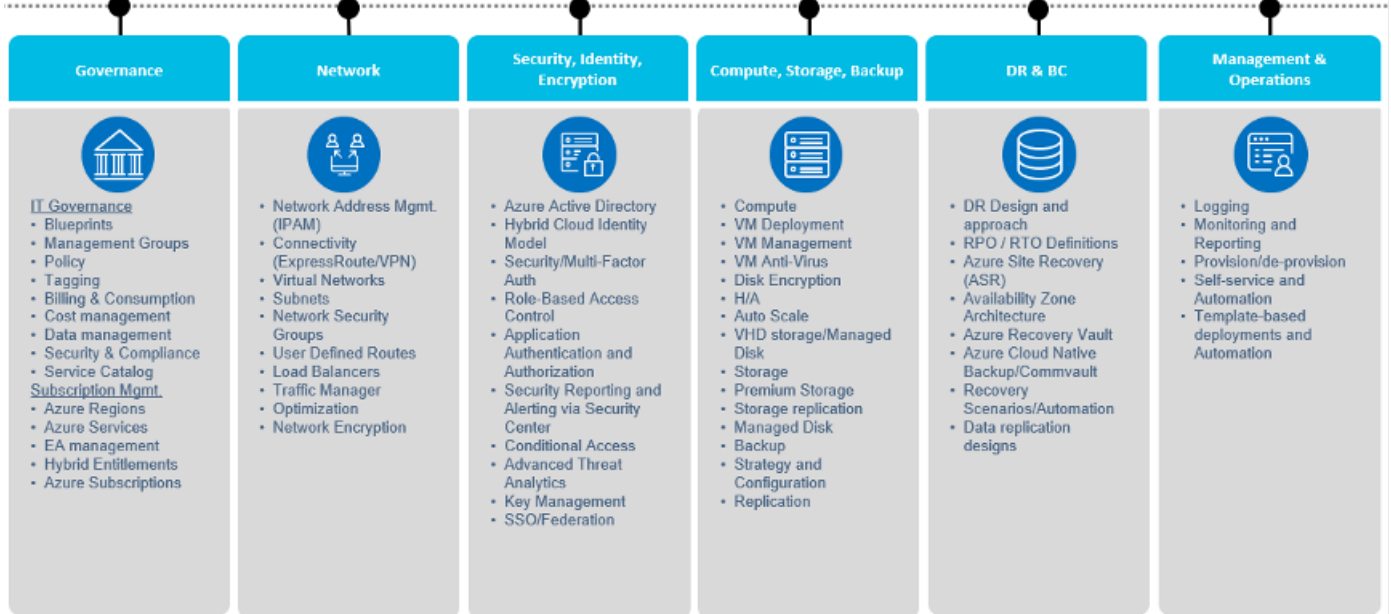 Governance
IT Governance
• Blueprints
• Management Groups
• Policy
• Tagging
• Billing & Consumption
• Cost management
• Data management
• Security & Compliance
• Service Catalog
Subscription Mgmt.
• Azure Regions
• Azure Services
• EA management
• Hybrid Entitlements
• Azure Subscriptions
Network
• Network Address Mgmt.
(IPAM)
• Connectivity
(ExpressRoute/VPN)
• Virtual Networks
• Subnets
• Network Security
Groups
• User Defined Routes
• Load Balancers
• Traffic Manager
• Optimization
• Network Encryption
Security, Identity,
Encryption
• Azure Active Directory
• Hybrid Cloud Identity
Model
• Security/Multi-Factor
Auth
• Role-Based Access
Control
• Application
Authentication and
Authorization
• Security Reporting and
Alerting via Security
Center
• Conditional Access
• Advanced Threat
Analytics
• Key Management
• SSO/Federation
Compute, Storage, Backup
• Compute
• VM Deployment
• VM Management
• VM Anti-Virus
• Disk Encryption
• H/A
• Auto Scale
• VHD storage/Managed
Disk
• Storage
• Premium Storage
• Storage replication
• Managed Disk
• Backup
• Strategy and
Configuration
• Replication
DR & BC
• DR Design and
approach
• RPO / RTO Definitions
• Azure Site Recovery
(ASR)
• Availability Zone
Architecture
• Azure Recovery Vault
• Azure Cloud Native
Backup/Commvault
• Recovery
Scenarios/Automation
• Data replication
designs
Management &
Operations
• Logging
• Monitoring and
Reporting
• Provision/de-provision
• Self-service and
Automation
• Template-based
deployments and
Automation